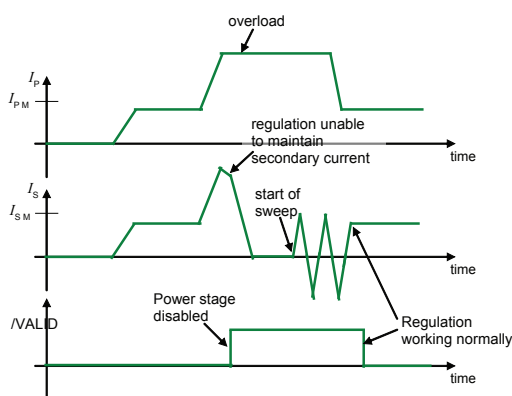 overload
I_P
I_PM
regulation unable
to maintain
secondary current
time
I_S
I_SM
start of
sweep
time
Power stage
disabled
/VALID
Regulation
working normally
time